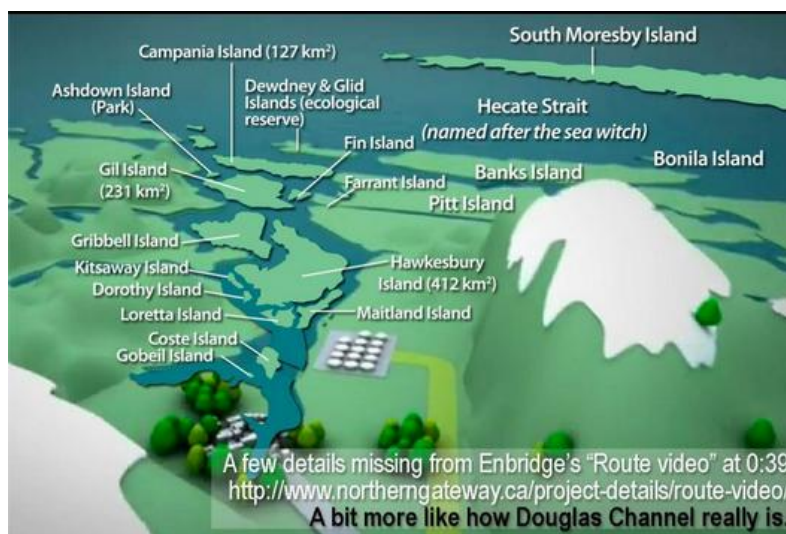 South Moresby Island
Campania Island (127 km²)
Ashdown Island
(Park)
Dewdney & Glid
Islands (ecological
reserve)
Hecate Strait
(named after the sea witch)
Fin Island
Bonila Island
Gil Island
(231 km²)
Farrant Island
Banks Island
Pitt Island
Gribbell Island
Kitsaway Island
Hawkesbury
Island (412 km²)
Dorothy Island
Loretta Island
Maitland Island
Coste Island
Gobeil Island
A few details missing from Enbridge's "Route video" at 0:39
http://www.northerngateway.ca/project-details/route-video/
A bit more like how Douglas Channel really is.